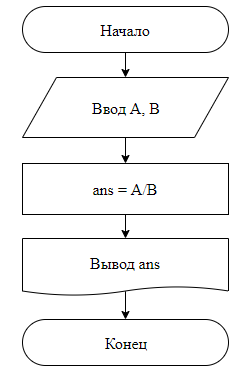 Начало
Ввод A, B
ans = A/B
Вывод ans
Конец